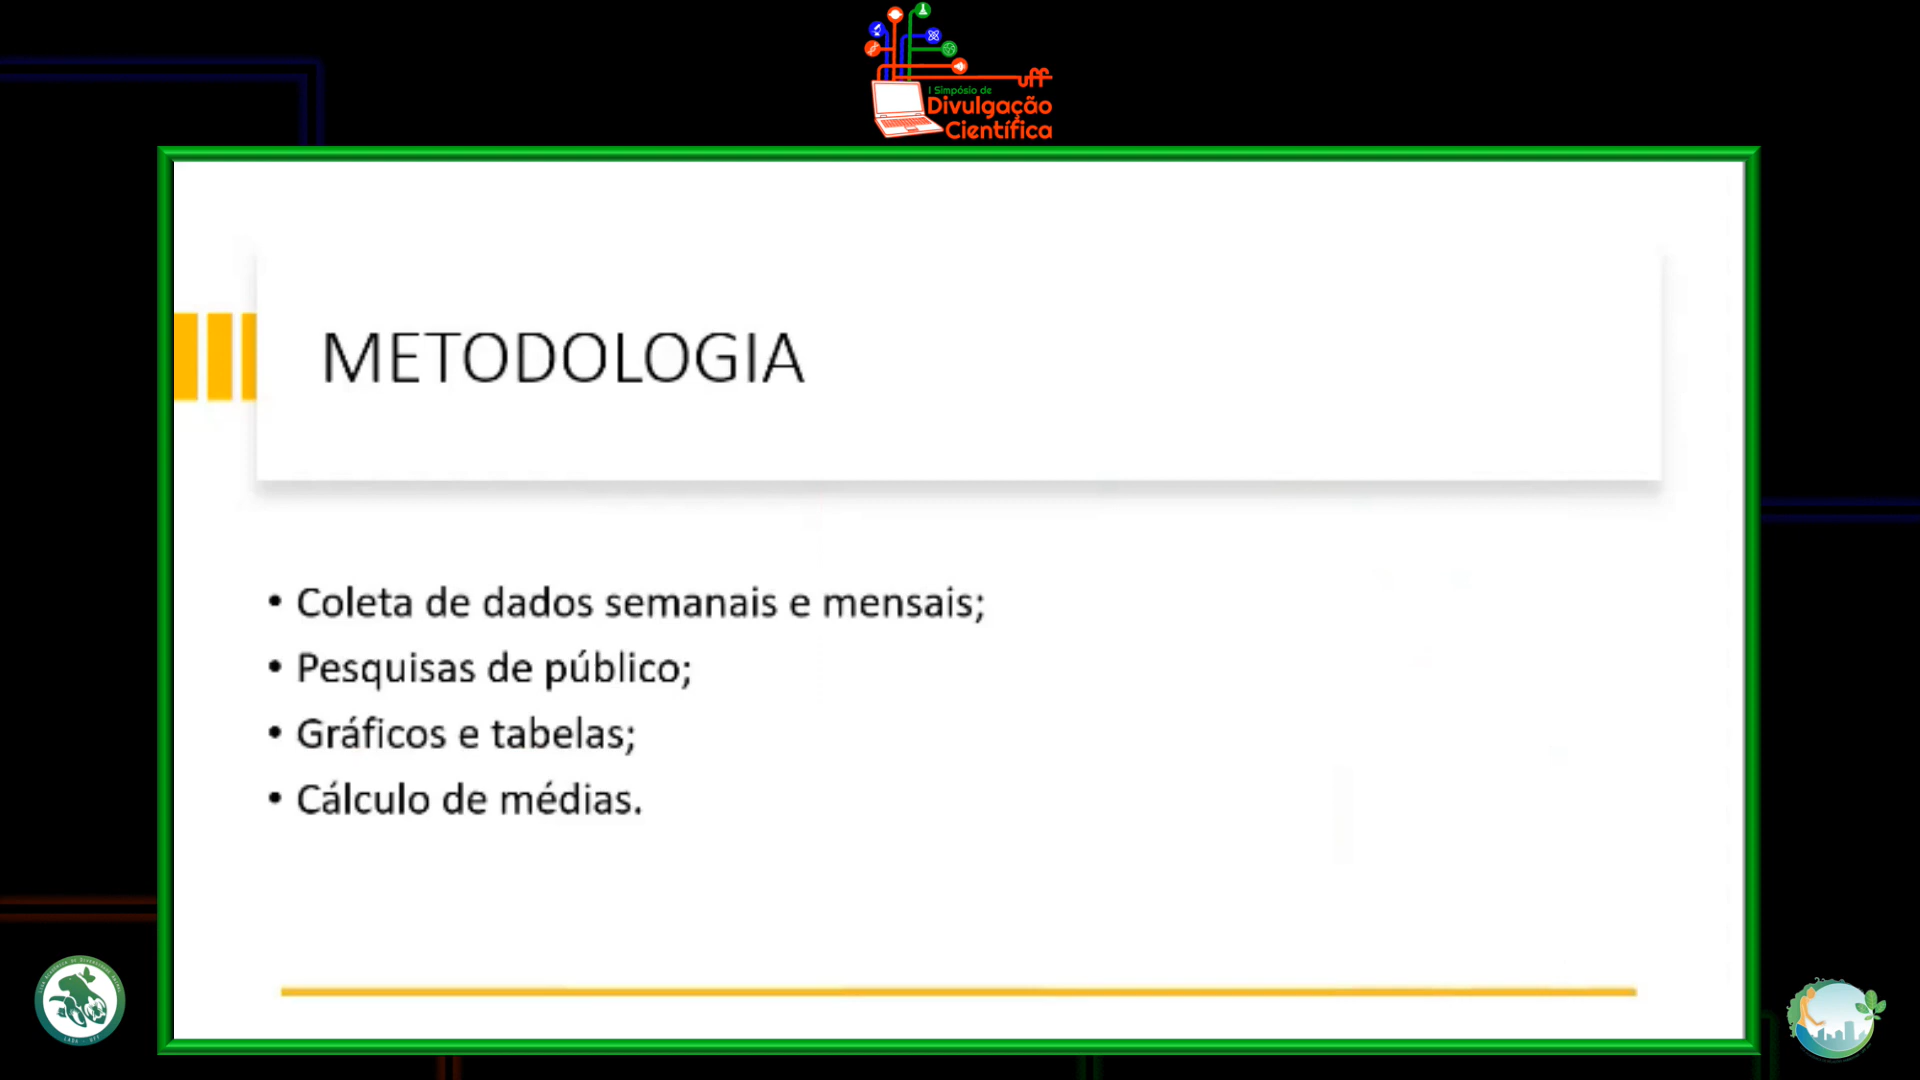 uff
I Simpósio de
Divulgação
Científica
METODOLOGIA
• Coleta de dados semanais e mensais;
• Pesquisas de público;
• Gráficos e tabelas;
• Cálculo de médias.